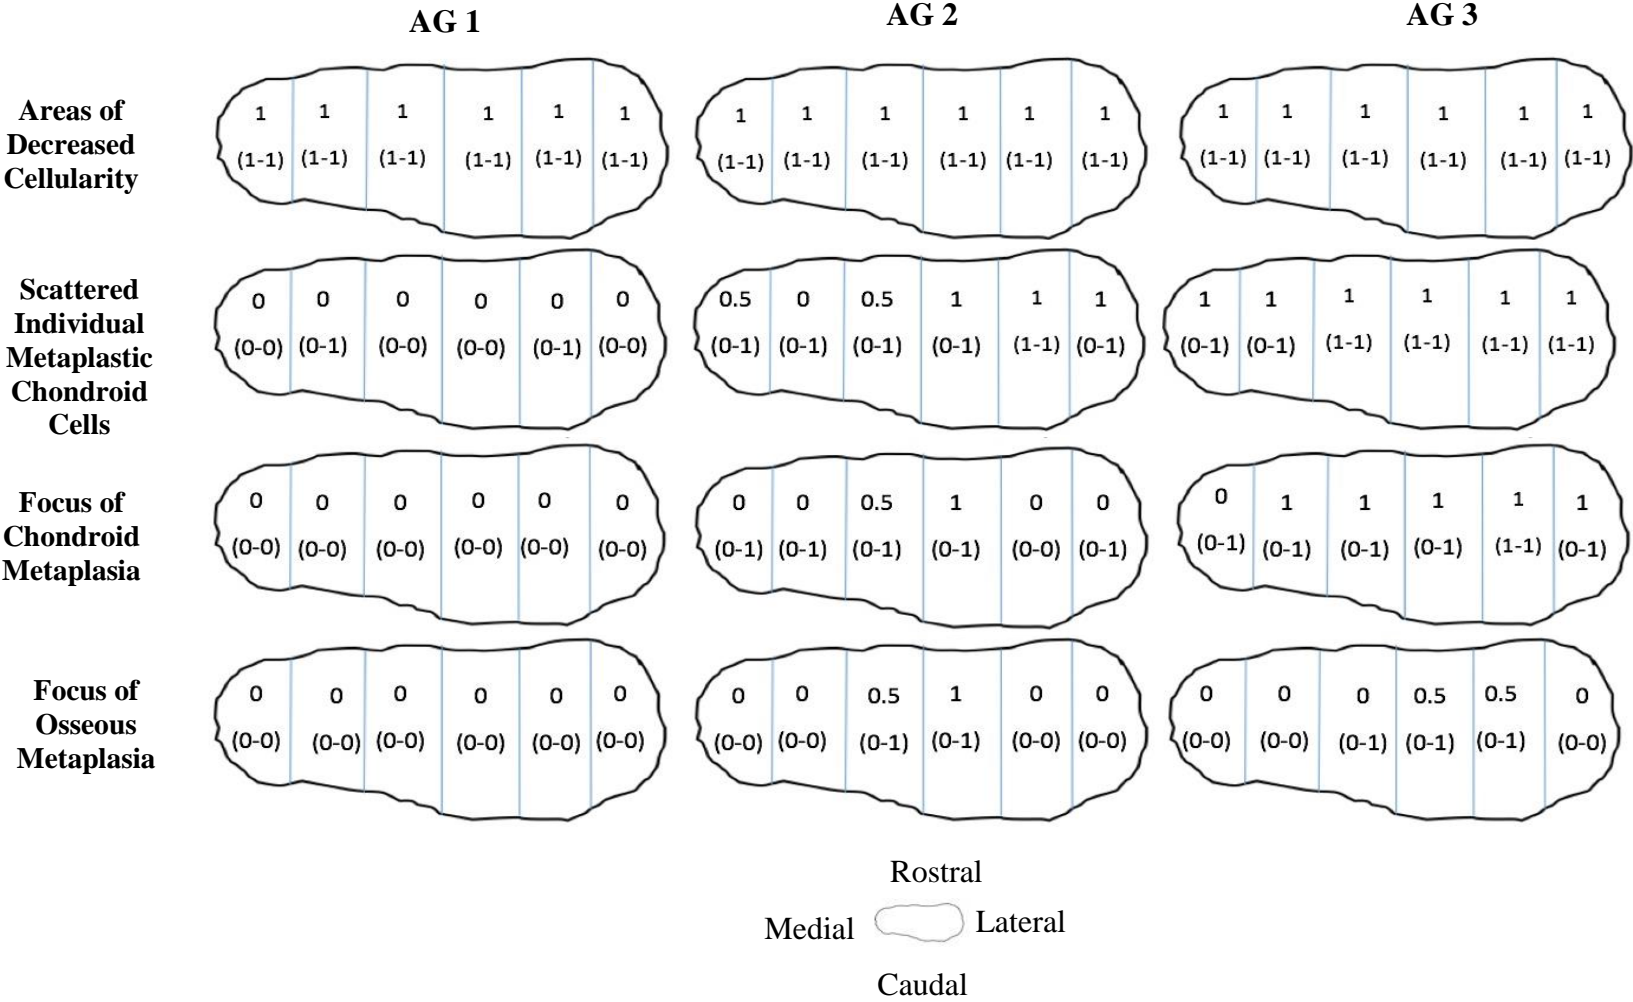 AG 1 AG 2 AG 3
Areas of
Decreased
Cellularity
1 1 1 1 1 1 1 1 1 1 1 1 1 1 1 1 1 1
(1-1) (1-1) (1-1) (1-1) (1-1) (1-1) (1-1) (1-1) (1-1) (1-1) (1-1) (1-1) (1-1) (1-1) (1-1) (1-1) (1-1) (1-1)
Scattered
Individual
Metaplastic
Chondroid
Cells
0 0 0 0 0 0 0.5 0 0.5 1 1 1 1 1 1 1 1 1
(0-0) (0-1) (0-0) (0-0) (0-1) (0-0) (0-1) (0-1) (0-1) (0-1) (1-1) (0-1) (0-1) (0-1) (1-1) (1-1) (1-1) (1-1)
Focus of
Chondroid
Metaplasia
0 0 0 0 0 0 0 0 0.5 1 0 0 0 1 1 1 1 1
(0-0) (0-0) (0-0) (0-0) (0-0) (0-0) (0-1) (0-1) (0-1) (0-1) (0-0) (0-1) (0-1) (0-1) (0-1) (0-1) (1-1) (0-1)
Focus of
Osseous
Metaplasia
0 0 0 0 0 0 0 0 0.5 1 0 0 0 0 0 0.5 0.5 0
(0-0) (0-0) (0-0) (0-0) (0-0) (0-0) (0-0) (0-0) (0-1) (0-1) (0-0) (0-0) (0-0) (0-0) (0-1) (0-1) (0-1) (0-0)
Rostral
Medial Lateral
Caudal